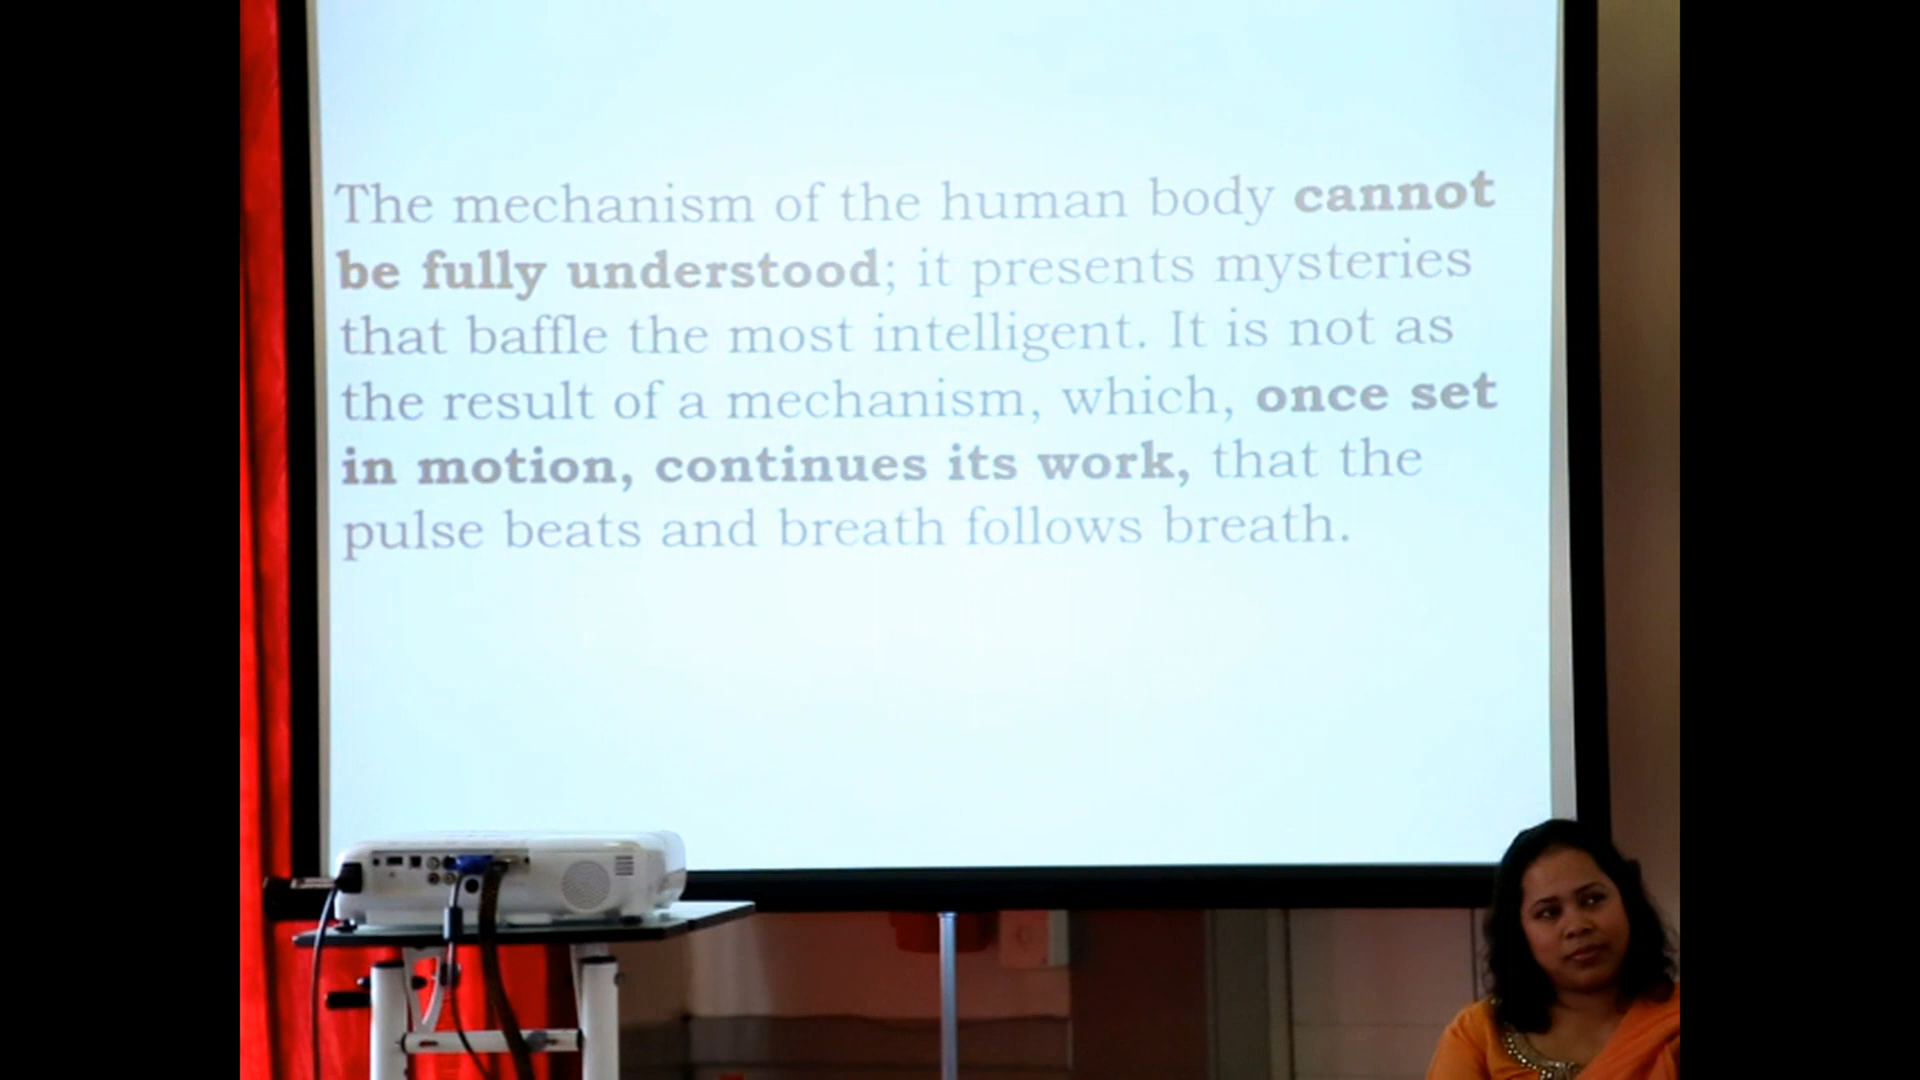 The mechanism of the human body cannot
be fully understood; it presents mysteries
that baffle the most intelligent. It is not as
the result of a mechanism, which, once set
in motion, continues its work, that the
pulse beats and breath follows breath.